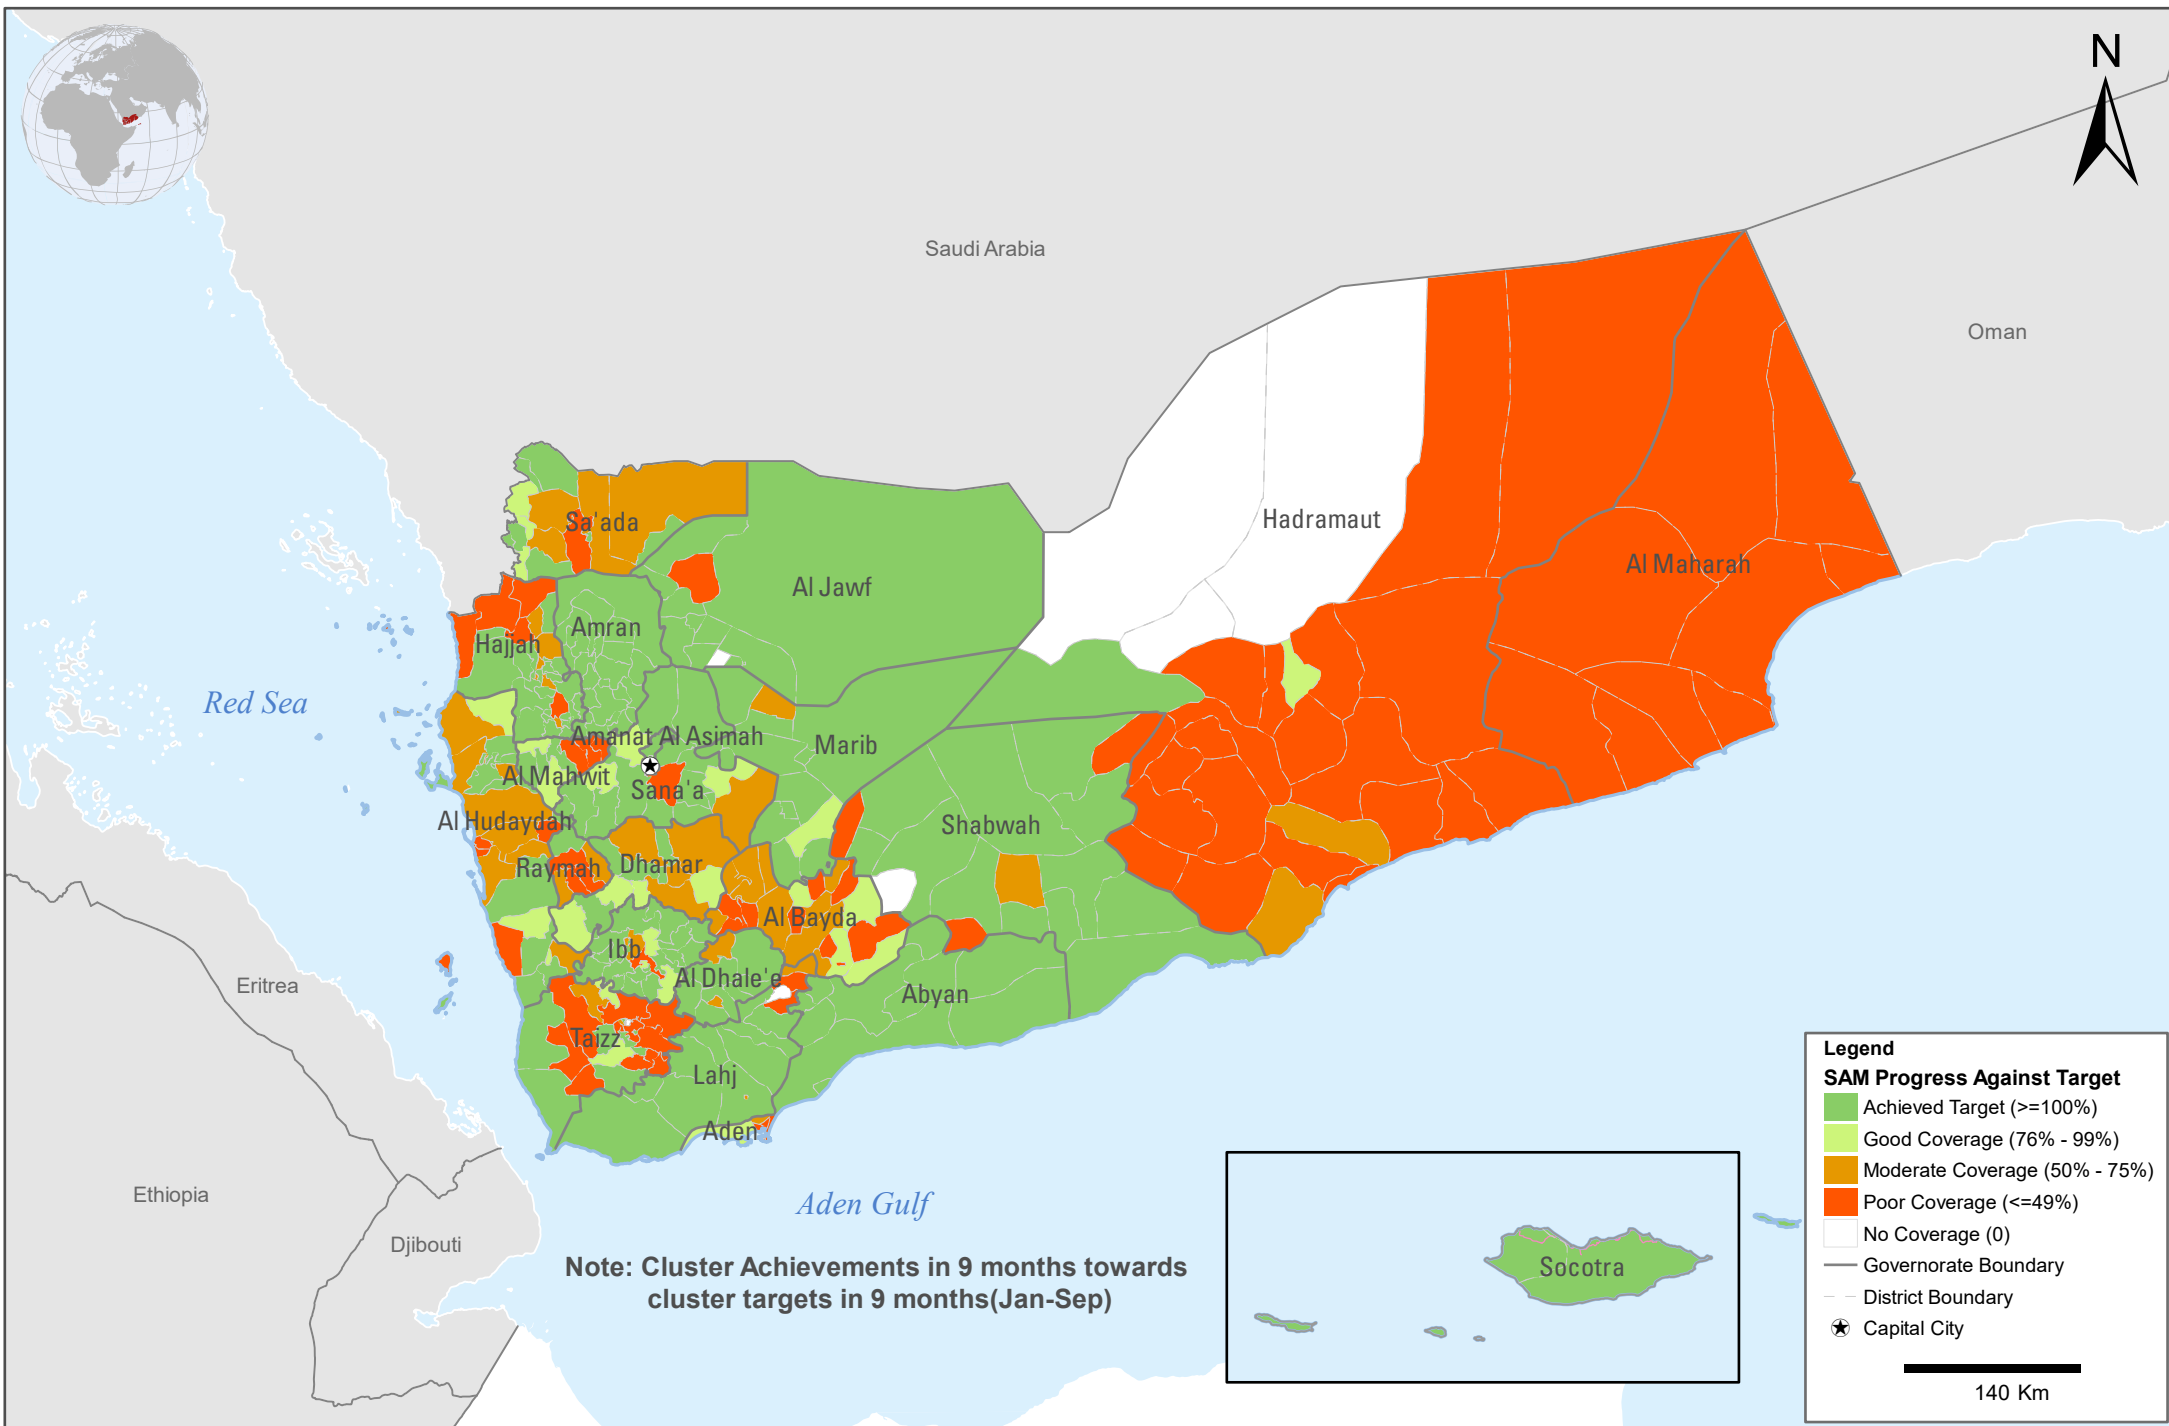 N
Saudi Arabia
Oman
Hadramaut
Sa'ada
Al Maharah
Al Jawf
Amran
Hajjah
Red Sea
Amanat Al Asimah
Marib
Al Mahwit
Sana'a
Al Hudaydah
Shabwah
Raymah
Dhamar
Al Bayda
Ibb
Al Dhale'e
Abyan
Eritrea
Taizz
Lahj
Aden
Ethiopia
Djibouti
Aden Gulf
Note: Cluster Achievements in 9 months towards
cluster targets in 9 months(Jan-Sep)
Socotra
Legend
SAM Progress Against Target
Achieved Target (>=100%)
Good Coverage (76% - 99%)
Moderate Coverage (50% - 75%)
Poor Coverage (<=49%)
No Coverage (0)
Governorate Boundary
District Boundary
Capital City
140 Km